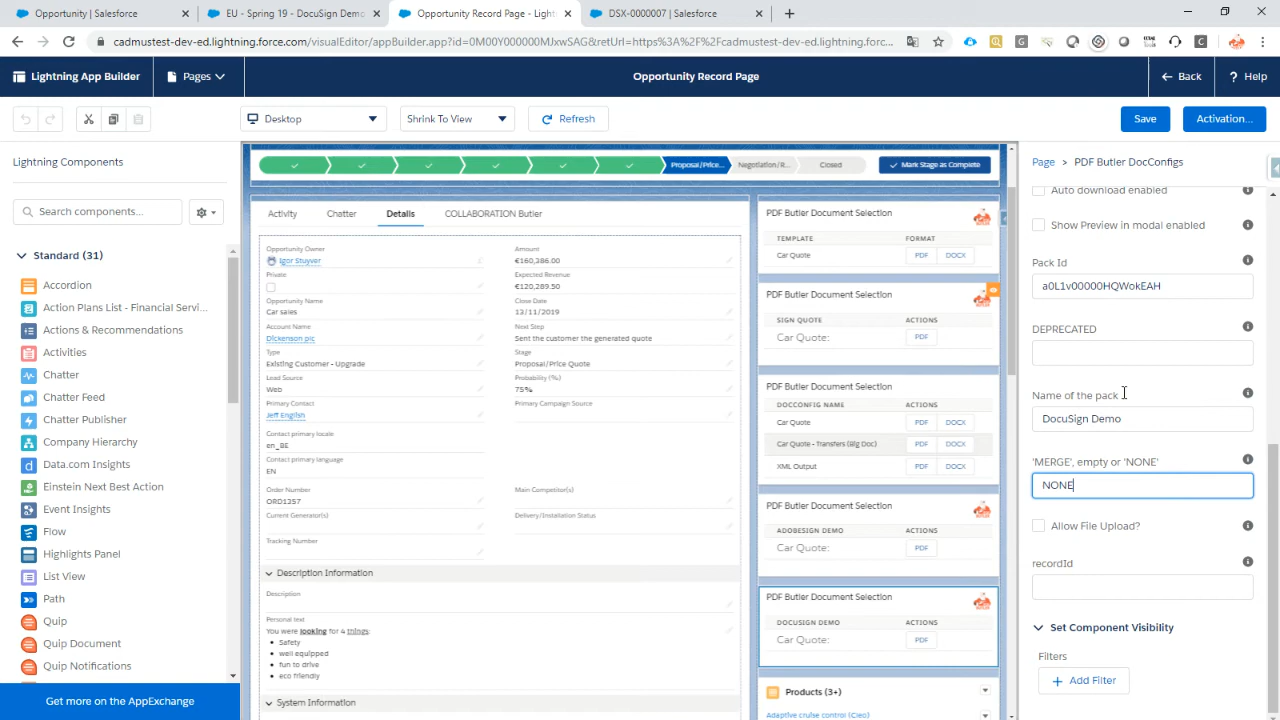 Opportunity | Salesforce
EU - Spring 19 - DocuSign Demo
Opportunity Record Page - Light
DSX-0000007 | Salesforce
cadmustest-dev-ed.lightning.force.com/visualEditor/appBuilder.app?id=0M00Y000000MJxwSAG&retUrl=https%3A%2F%2Fcadmustest-dev-ed.lightning.force.c...
Lightning App Builder
Pages
Opportunity Record Page
Back
? Help
Desktop
Shrink To View
Refresh
Save
Activation...
Lightning Components
Search components...
Standard (31)
Accordion
Action Plans List - Financial Servi...
Actions & Recommendations
Activities
Chatter
Chatter Feed
Chatter Publisher
Company Hierarchy
Data.com Insights
Einstein Next Best Action
Event Insights
Flow
Highlights Panel
List View
Path
Quip
Quip Document
Quip Notifications
Get more on the AppExchange
Proposal/Price...
Negotiation/R...
Closed
Mark Stage as Complete
Activity
Chatter
Details
COLLABORATION Butler
Opportunity Owner
Igor Stuyver
Amount
€160,386.00
Private
Expected Revenue
€120,289.50
Opportunity Name
Car sales
Close Date
13/11/2019
Account Name
Dickenson plc
Next Step
Sent the customer the generated quote
Type
Existing Customer - Upgrade
Stage
Proposal/Price Quote
Lead Source
Web
Probability (%)
75%
Primary Contact
Jeff English
Primary Campaign Source
Contact primary locale
en_BE
Contact primary language
EN
Order Number
ORD1357
Main Competitor(s)
Current Generator(s)
Delivery/Installation Status
Tracking Number
Description Information
Description
Personal text
You were looking for 4 things:
Safety
well equipped
fun to drive
eco friendly
System Information
PDF Butler Document Selection
TEMPLATE FORMAT
Car Quote PDF DOCX
PDF Butler Document Selection
SIGN QUOTE ACTIONS
Car Quote: PDF
PDF Butler Document Selection
DOCCONFIG NAME ACTIONS
Car Quote PDF DOCX
Car Quote - Transfers (Big Doc) PDF DOCX
XML Output PDF DOCX
PDF Butler Document Selection
ADOBESIGN DEMO ACTIONS
Car Quote: PDF
PDF Butler Document Selection
DOCUSIGN DEMO ACTIONS
Car Quote: PDF
Products (3+)
Adaptive cruise control (Cleo)
Page > PDF Butler DocConfigs
Auto download enabled
Show Preview in modal enabled
Pack Id
a0L1v00000HQWokEAH
DEPRECATED
Name of the pack
DocuSign Demo
'MERGE', empty or 'NONE'
NONE
Allow File Upload?
recordId
Set Component Visibility
Filters
+ Add Filter